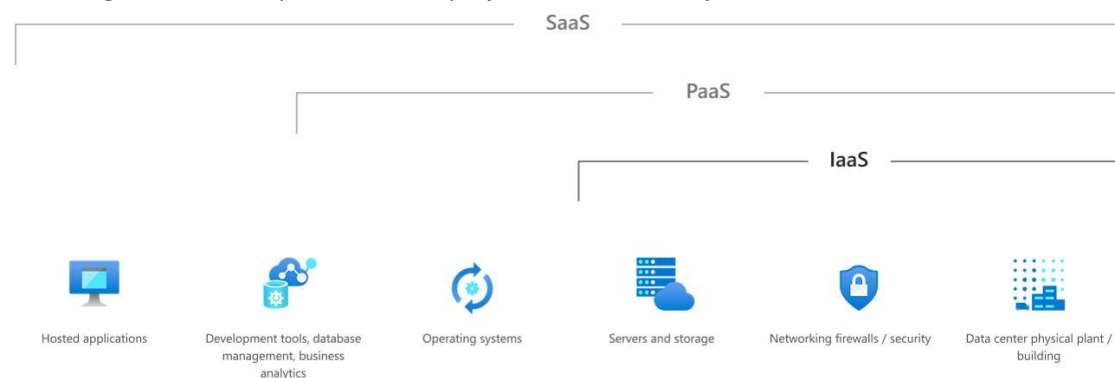 SaaS
PaaS
IaaS
Hosted applications
Development tools, database
management, business
analytics
Operating systems
Servers and storage
Networking firewalls / security
Data center physical plant /
building